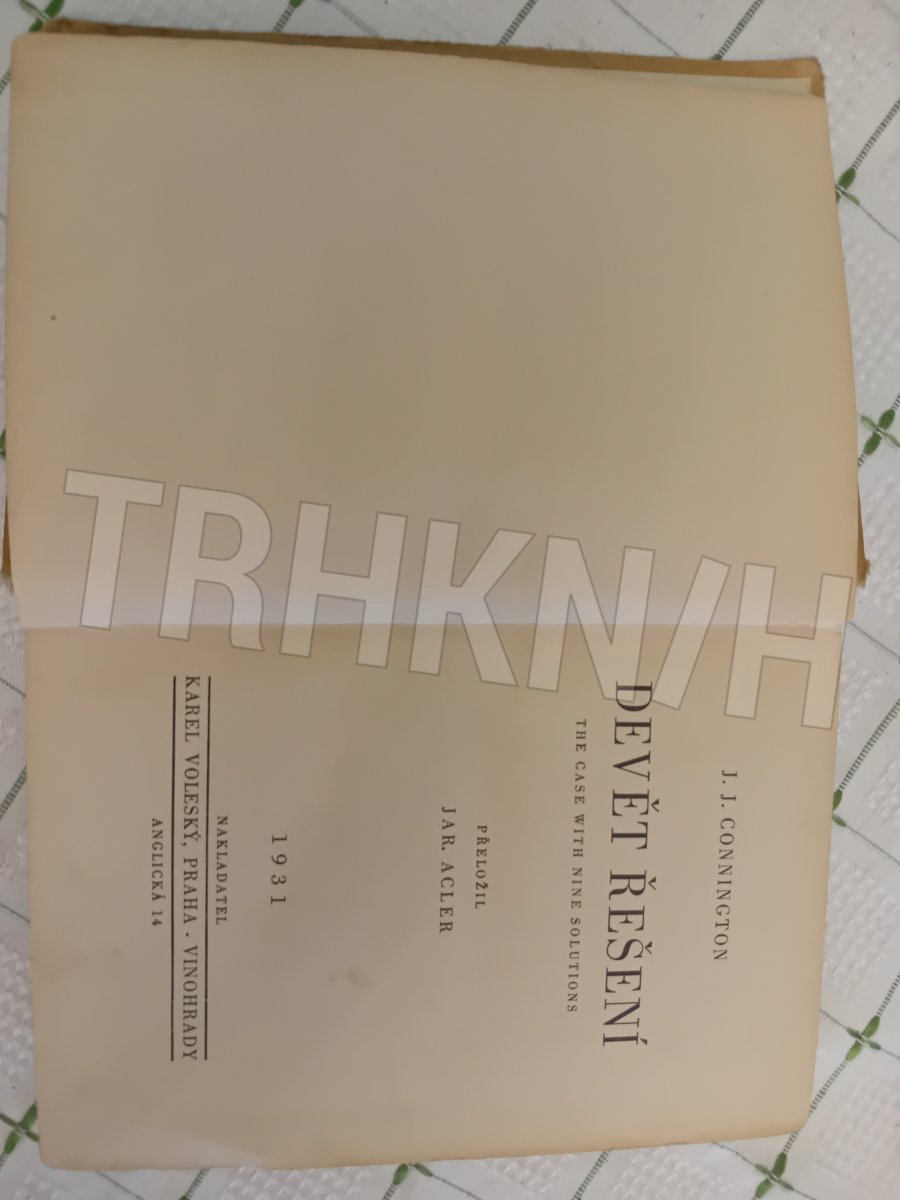 J. J. CONNINGTON
DEVĚT ŘEŠENÍ
THE CASE WITH NINE SOLUTIONS
PŘELOŽIL
JAR. ACLER
1931
NAKLADATEL
KAREL VOLESKÝ, PRAHA - VINOHRADY
ANGLICKÁ 14
TRHKN/H